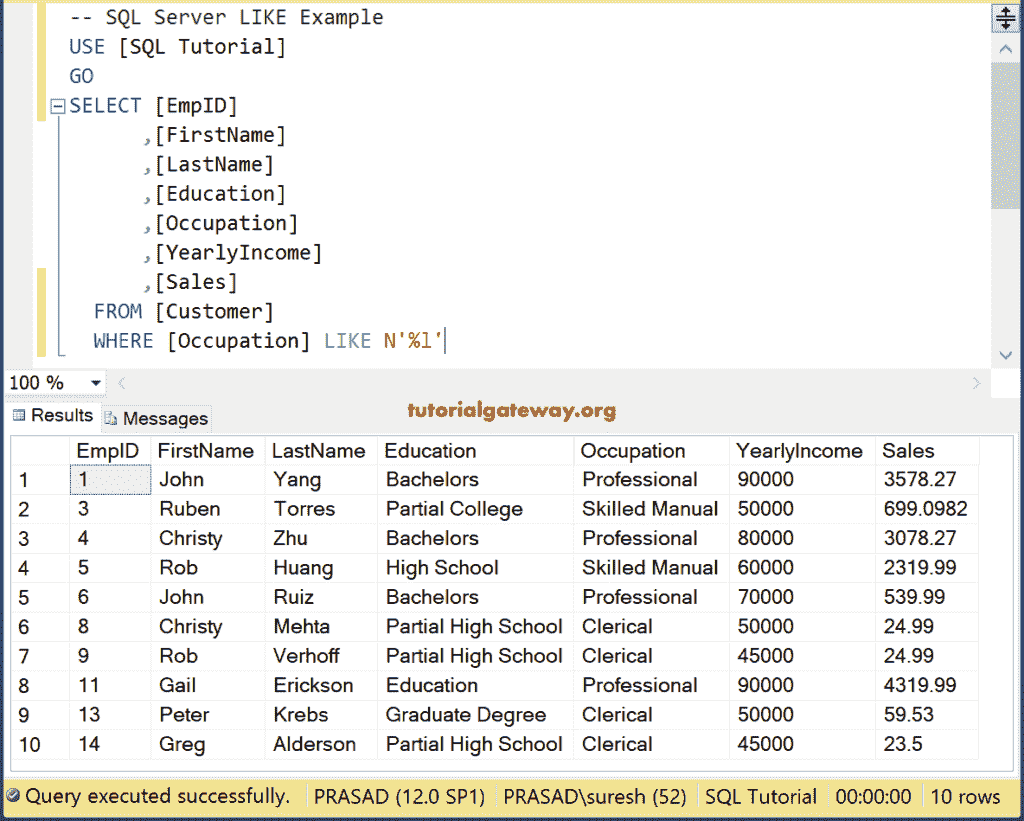 -- SQL Server LIKE Example
USE [SQL Tutorial]
GO
SELECT [EmpID]
,[FirstName]
,[LastName]
,[Education]
,[Occupation]
,[YearlyIncome]
,[Sales]
FROM [Customer]
WHERE [Occupation] LIKE N'%l'
100 %
Results Messages
tutorialgateway.org
EmpID FirstName LastName Education Occupation YearlyIncome Sales
1 1 John Yang Bachelors Professional 90000 3578.27
2 3 Ruben Torres Partial College Skilled Manual 50000 699.0982
3 4 Christy Zhu Bachelors Professional 80000 3078.27
4 5 Rob Huang High School Skilled Manual 60000 2319.99
5 6 John Ruiz Bachelors Professional 70000 539.99
6 8 Christy Mehta Partial High School Clerical 50000 24.99
7 9 Rob Verhoff Partial High School Clerical 45000 24.99
8 11 Gail Erickson Education Professional 90000 4319.99
9 13 Peter Krebs Graduate Degree Clerical 50000 59.53
10 14 Greg Alderson Partial High School Clerical 45000 23.5
Query executed successfully. PRASAD (12.0 SP1) PRASAD\suresh (52) SQL Tutorial 00:00:00 10 rows